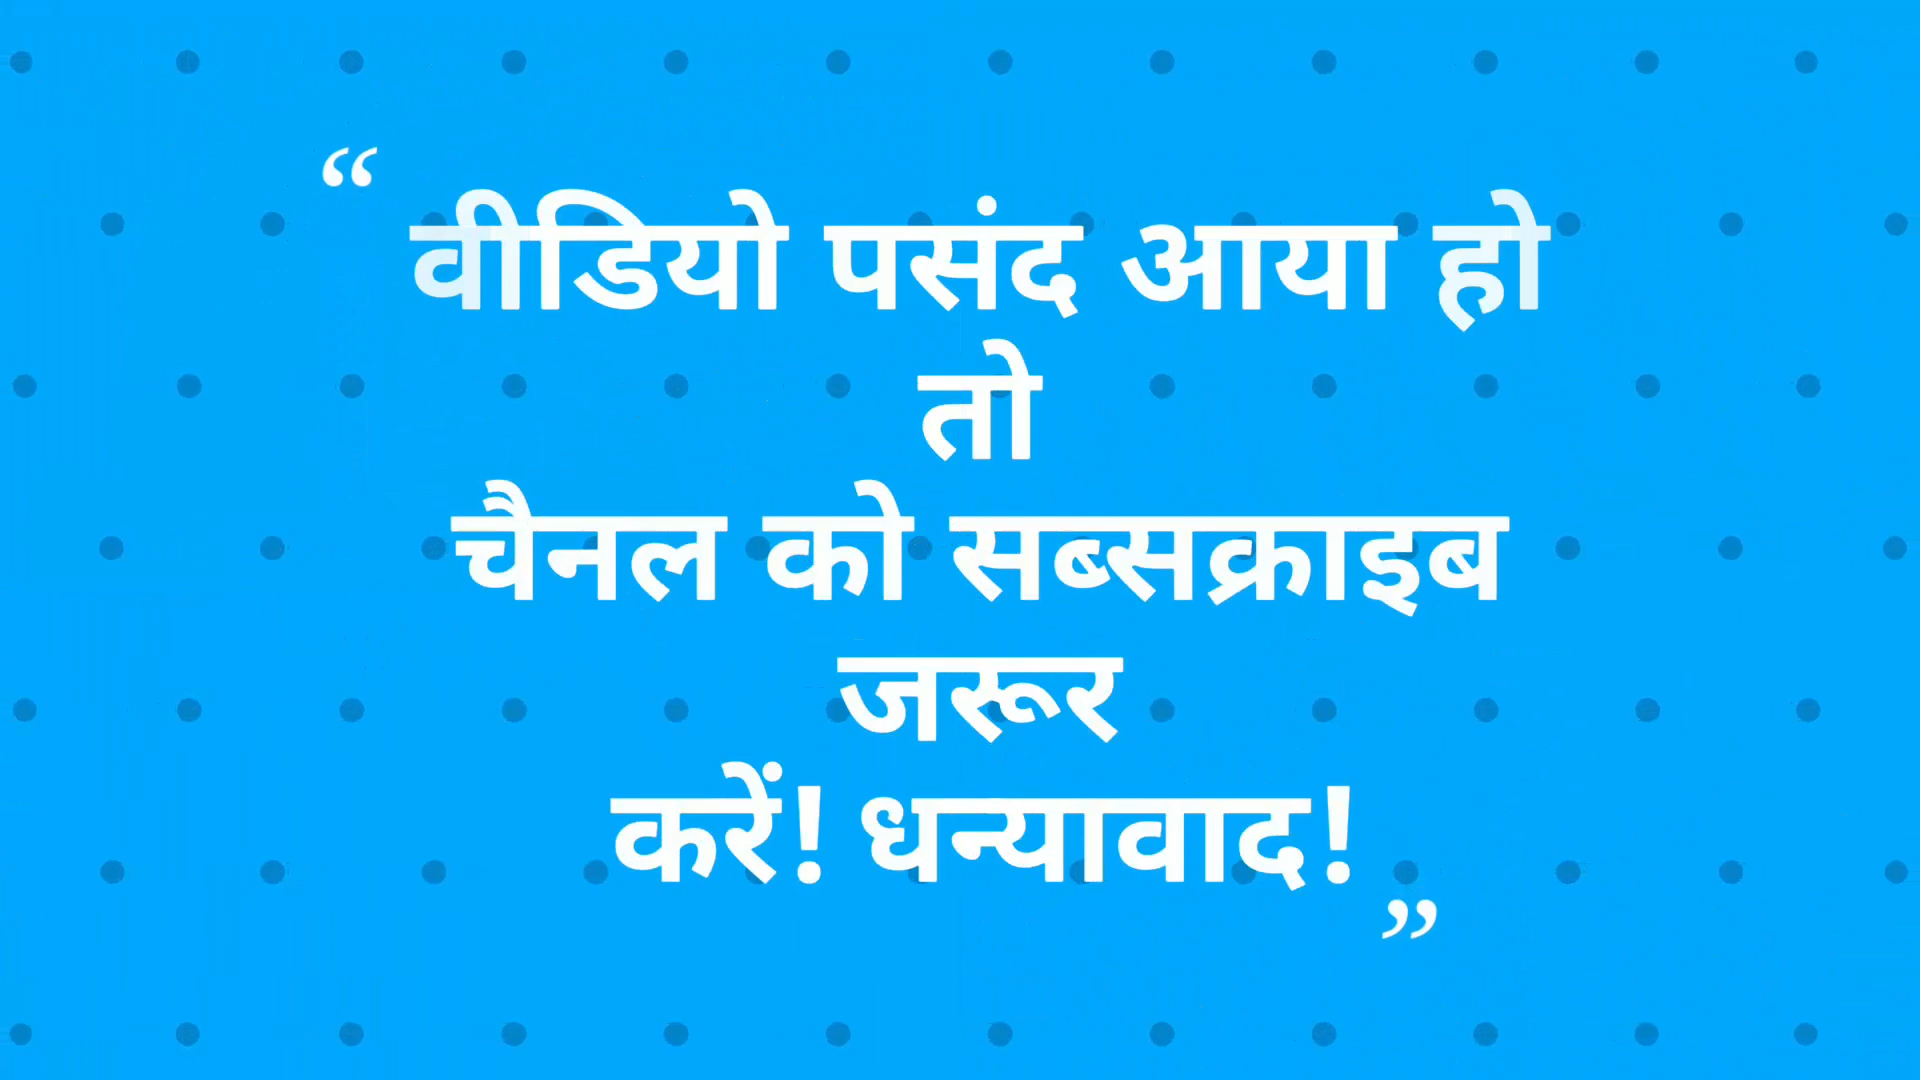 “ वीडियो पसंद आया हो
तो
चैनल को सब्सक्राइब
जरूर
करें! धन्यावाद! ”